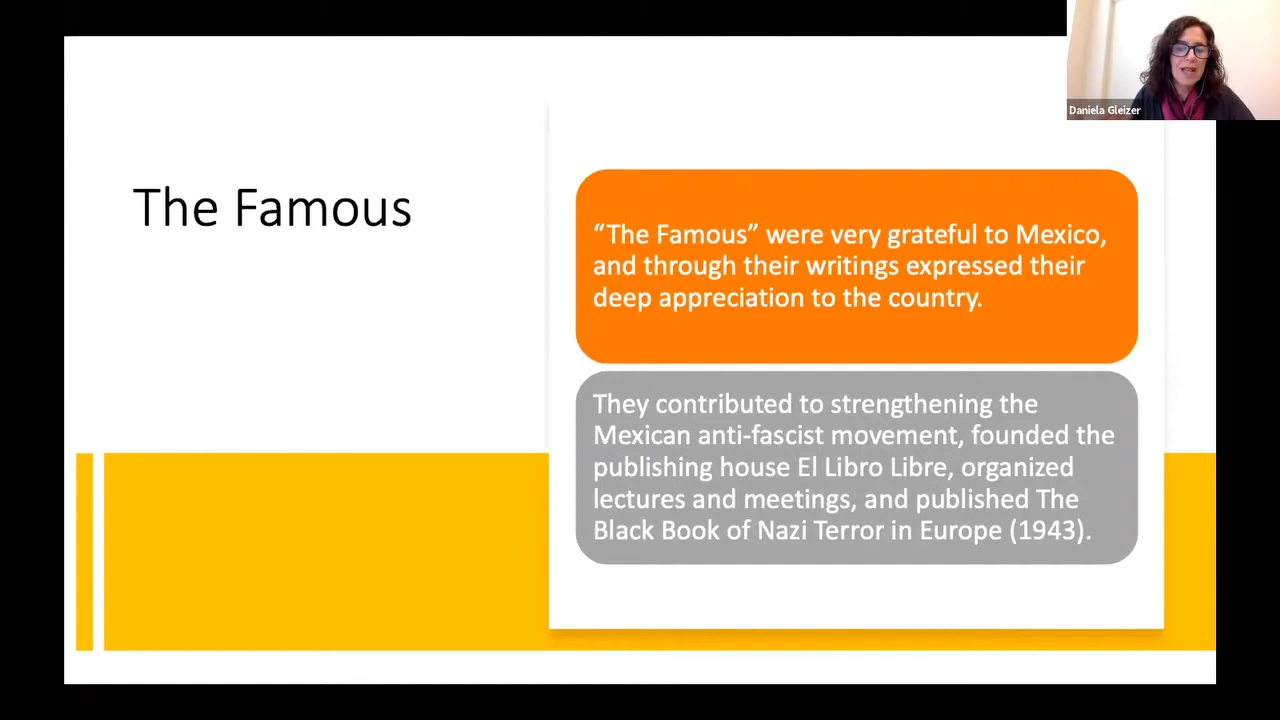 Daniela Gleizer
The Famous
“The Famous” were very grateful to Mexico,
and through their writings expressed their
deep appreciation to the country.
They contributed to strengthening the
Mexican anti-fascist movement, founded the
publishing house El Libro Libre, organized
lectures and meetings, and published The
Black Book of Nazi Terror in Europe (1943).